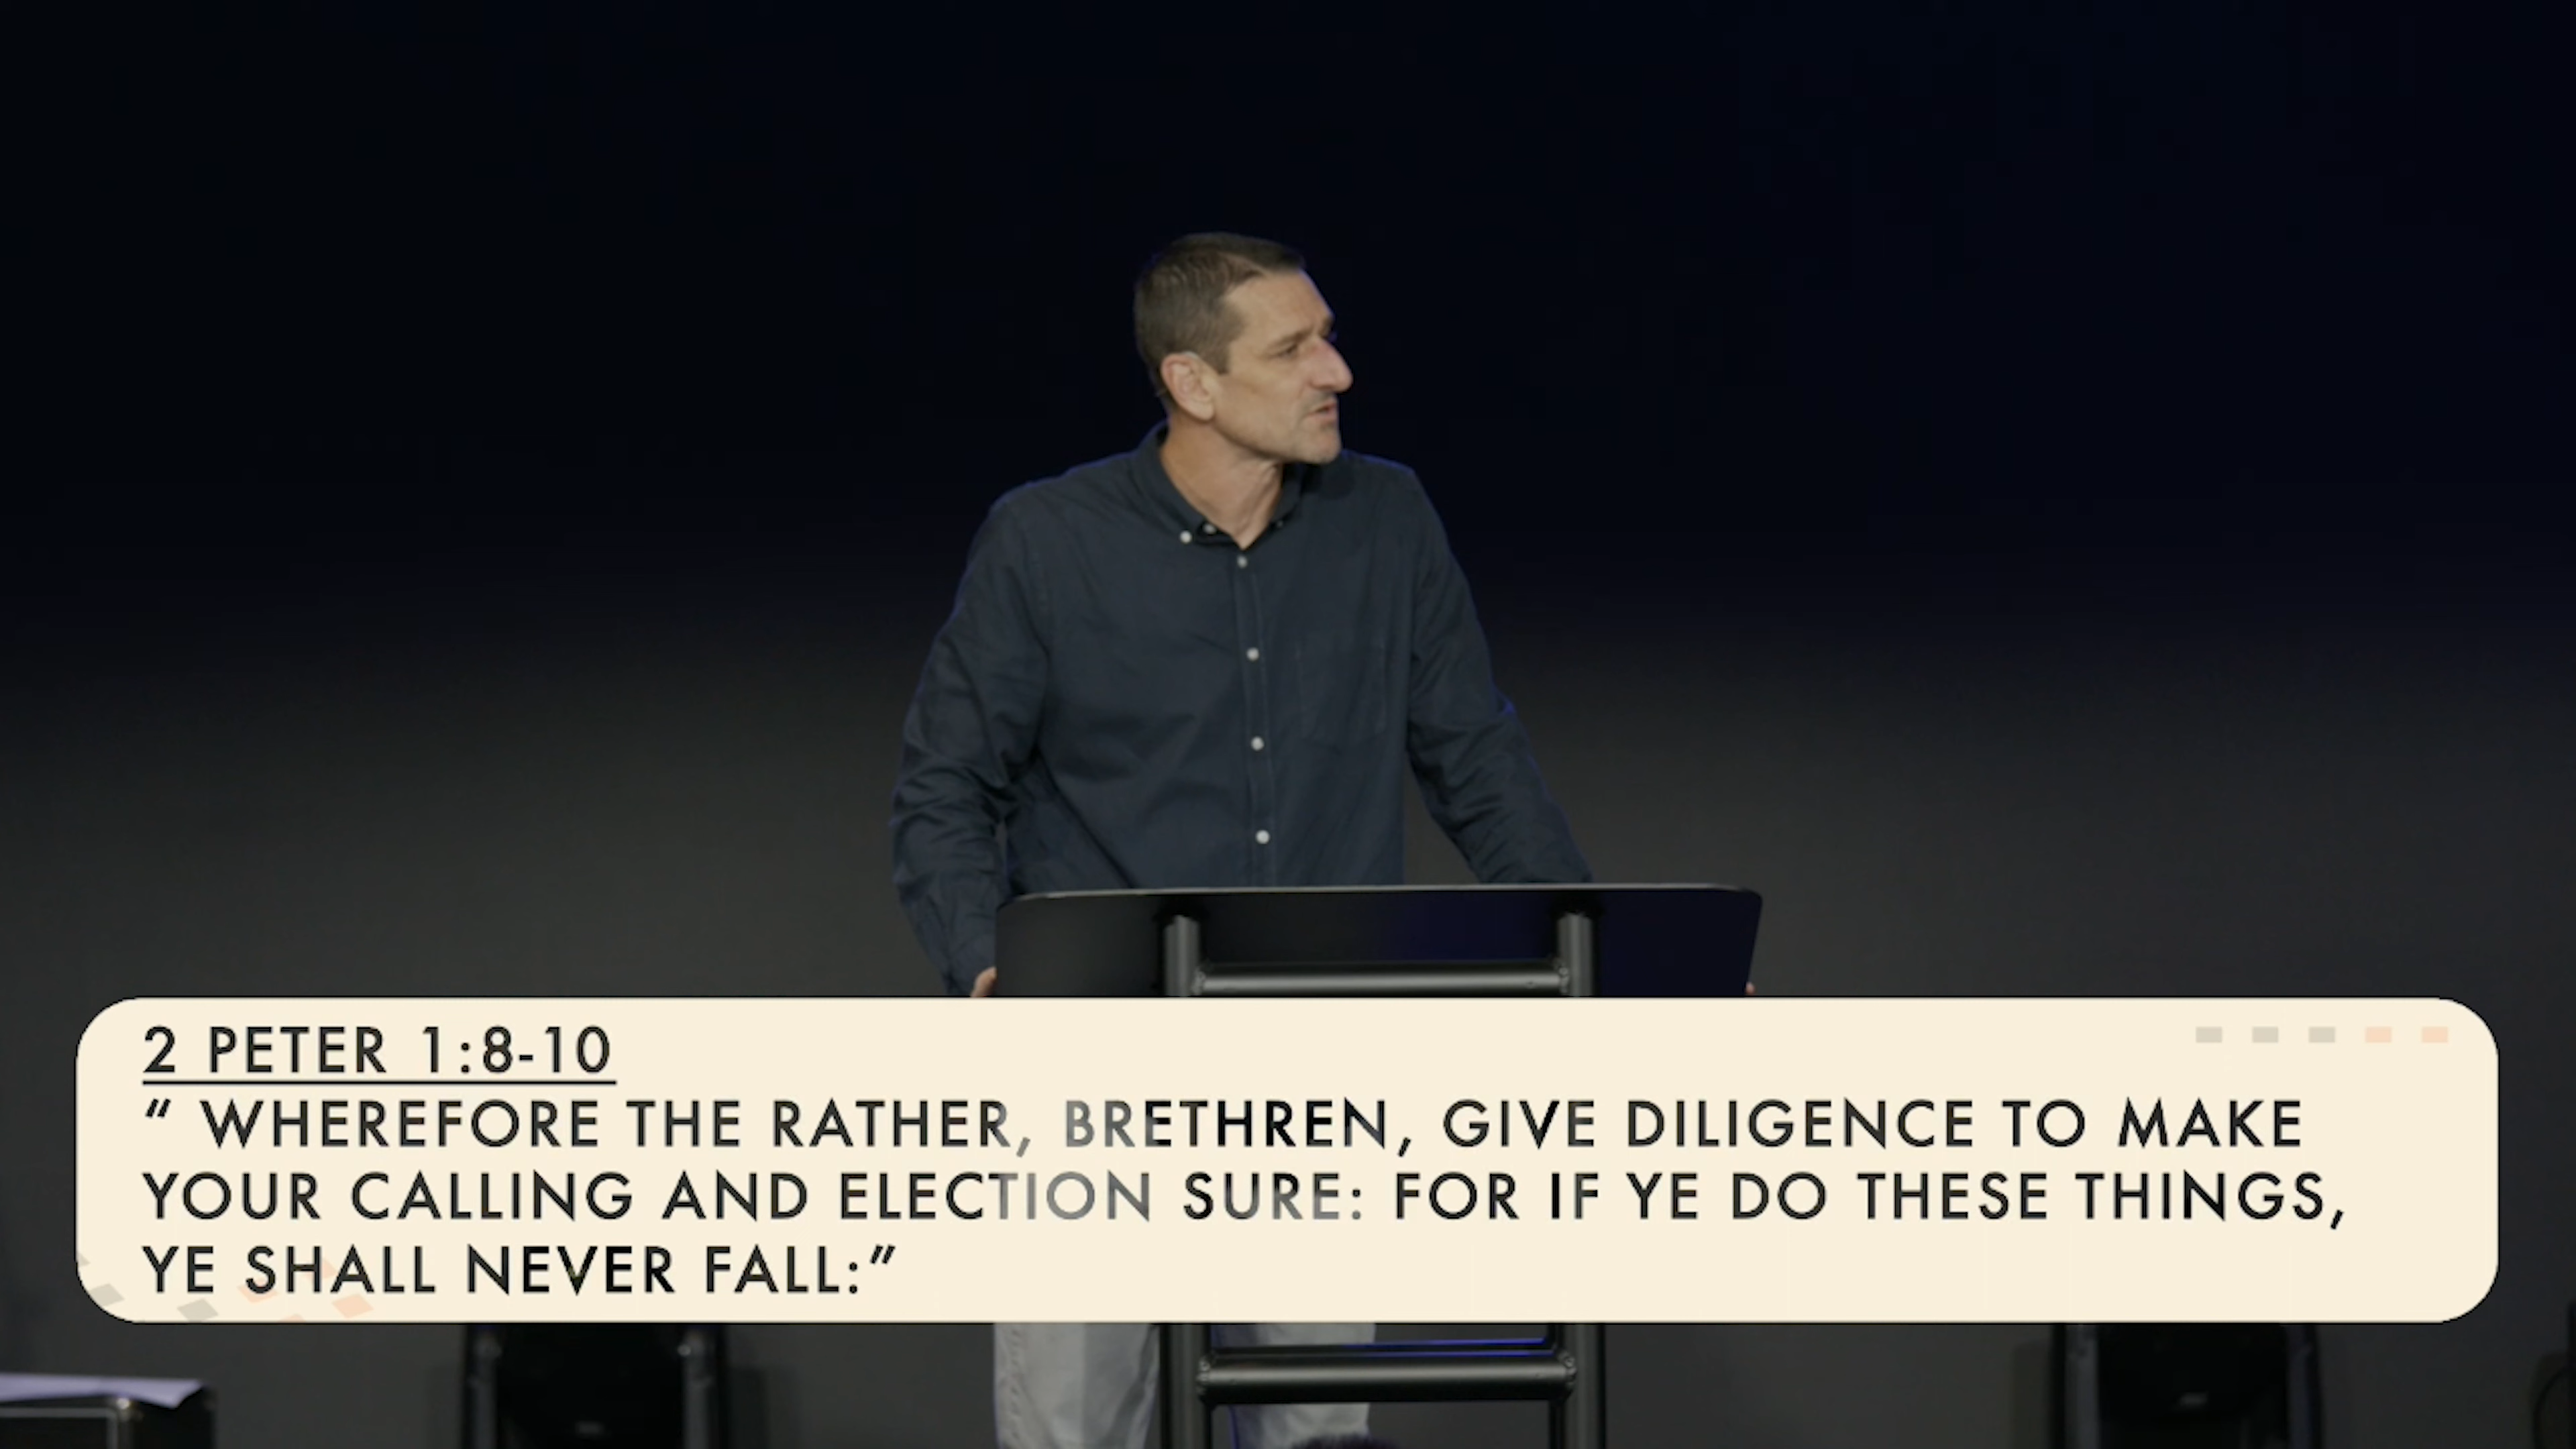 2 PETER 1:8-10
“ WHEREFORE THE RATHER, BRETHREN, GIVE DILIGENCE TO MAKE
YOUR CALLING AND ELECTION SURE: FOR IF YE DO THESE THINGS,
YE SHALL NEVER FALL:”